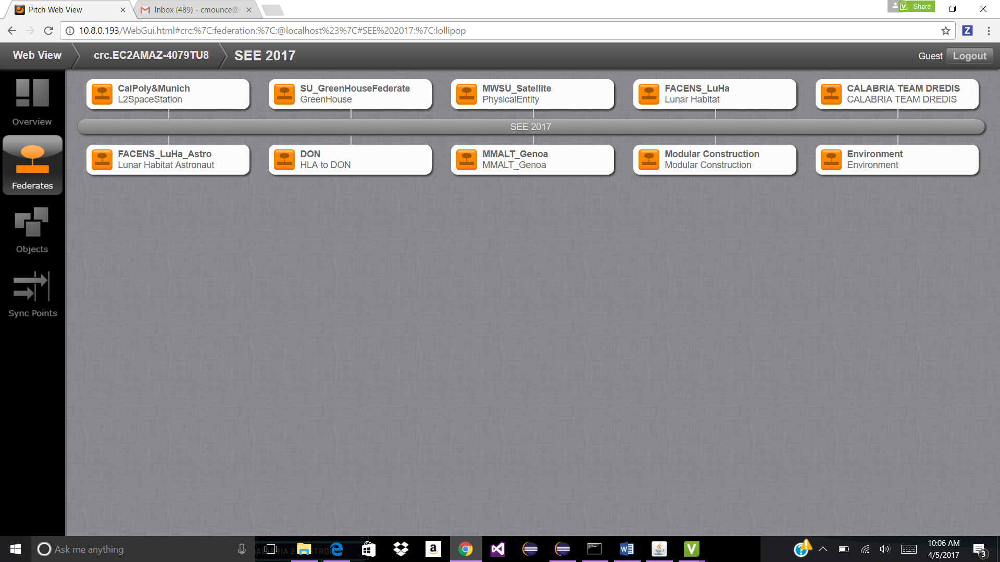 Pitch Web View
Inbox (489) - cmounce@
Share
10.8.0.193/WebGui.html#crc:%7C:federation:%7C:@localhost%23%7C#SEE%202017:%7C:lollipop
Web View
crc.EC2AMAZ-4079TU8
SEE 2017
Guest
Logout
Overview
Federates
Objects
Sync Points
CalPoly&Munich
L2SpaceStation
SU_GreenHouseFederate
GreenHouse
MWSU_Satellite
PhysicalEntity
FACENS_LuHa
Lunar Habitat
CALABRIA TEAM DREDIS
CALABRIA TEAM DREDIS
SEE 2017
FACENS_LuHa_Astro
Lunar Habitat Astronaut
DON
HLA to DON
MMALT_Genoa
MMALT_Genoa
Modular Construction
Modular Construction
Environment
Environment
Ask me anything
10:06 AM
4/5/2017
3